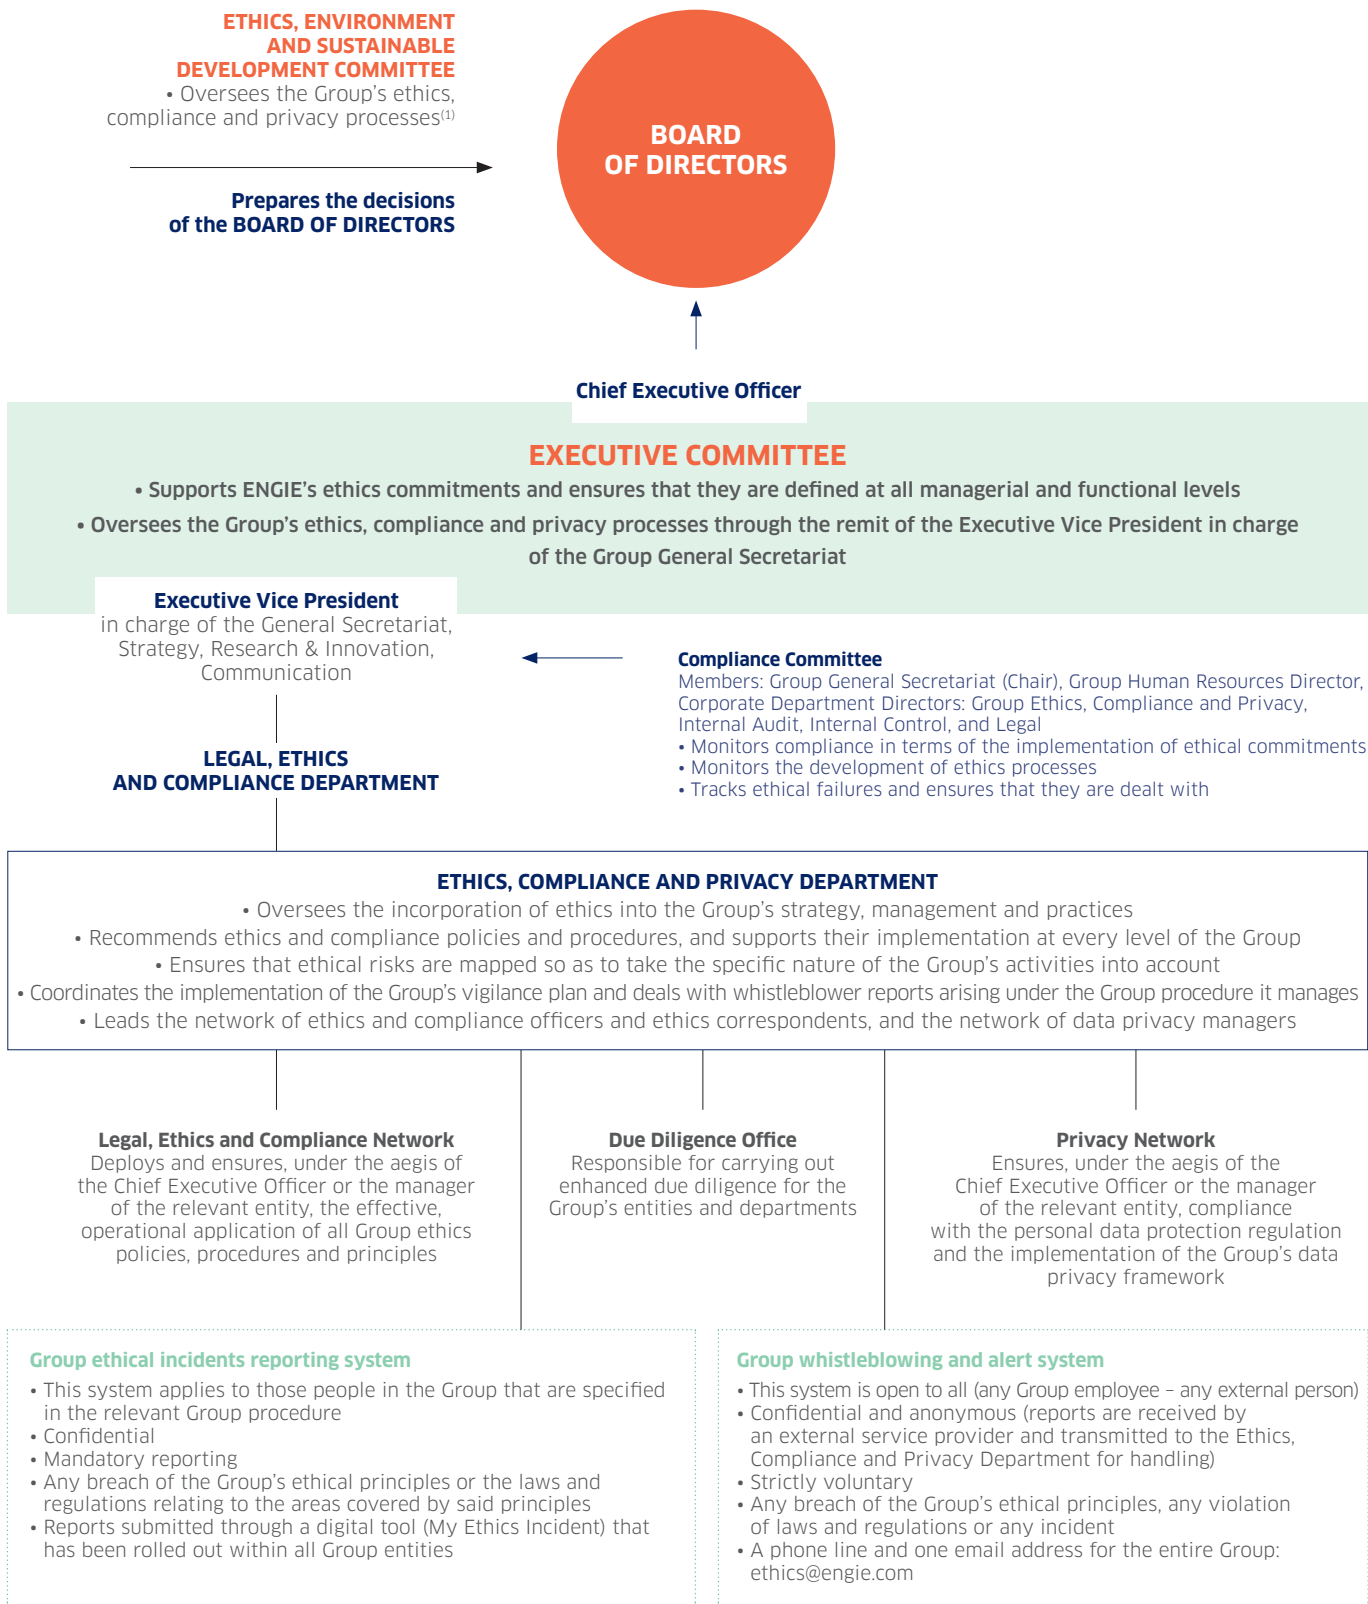 ETHICS, ENVIRONMENT
AND SUSTAINABLE
DEVELOPMENT COMMITTEE
• Oversees the Group's ethics,
compliance and privacy processes(1)
Prepares the decisions
of the BOARD OF DIRECTORS
BOARD
OF DIRECTORS
Chief Executive Officer
EXECUTIVE COMMITTEE
• Supports ENGIE's ethics commitments and ensures that they are defined at all managerial and functional levels
• Oversees the Group's ethics, compliance and privacy processes through the remit of the Executive Vice President in charge
of the Group General Secretariat
Executive Vice President
in charge of the General Secretariat,
Strategy, Research & Innovation,
Communication
Compliance Committee
Members: Group General Secretariat (Chair), Group Human Resources Director,
Corporate Department Directors: Group Ethics, Compliance and Privacy,
Internal Audit, Internal Control, and Legal
• Monitors compliance in terms of the implementation of ethical commitments
• Monitors the development of ethics processes
• Tracks ethical failures and ensures that they are dealt with
LEGAL, ETHICS
AND COMPLIANCE DEPARTMENT
ETHICS, COMPLIANCE AND PRIVACY DEPARTMENT
• Oversees the incorporation of ethics into the Group's strategy, management and practices
• Recommends ethics and compliance policies and procedures, and supports their implementation at every level of the Group
• Ensures that ethical risks are mapped so as to take the specific nature of the Group's activities into account
• Coordinates the implementation of the Group's vigilance plan and deals with whistleblower reports arising under the Group procedure it manages
• Leads the network of ethics and compliance officers and ethics correspondents, and the network of data privacy managers
Legal, Ethics and Compliance Network
Deploys and ensures, under the aegis of
the Chief Executive Officer or the manager
of the relevant entity, the effective,
operational application of all Group ethics
policies, procedures and principles
Due Diligence Office
Responsible for carrying out
enhanced due diligence for the
Group's entities and departments
Privacy Network
Ensures, under the aegis of the
Chief Executive Officer or the manager
of the relevant entity, compliance
with the personal data protection regulation
and the implementation of the Group's data
privacy framework
Group ethical incidents reporting system
• This system applies to those people in the Group that are specified
in the relevant Group procedure
• Confidential
• Mandatory reporting
• Any breach of the Group's ethical principles or the laws and
regulations relating to the areas covered by said principles
• Reports submitted through a digital tool (My Ethics Incident) that
has been rolled out within all Group entities
Group whistleblowing and alert system
• This system is open to all (any Group employee – any external person)
• Confidential and anonymous (reports are received by
an external service provider and transmitted to the Ethics,
Compliance and Privacy Department for handling)
• Strictly voluntary
• Any breach of the Group's ethical principles, any violation
of laws and regulations or any incident
• A phone line and one email address for the entire Group:
ethics@engie.com